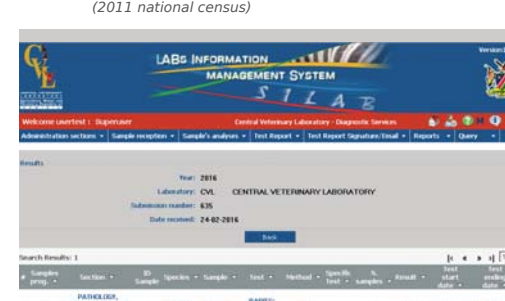 (2011 national census)
LABs INFORMATION
MANAGEMENT SYSTEM
SILAB
CVL
Version:
Welcome usertest : Superuser Central Veterinary Laboratory - Diagnostic Services
Administration sections Sample reception Sample's analyses Test Report Test Report Signature/Email Reports Query
Results
Year: 2016
Laboratory: CVL CENTRAL VETERINARY LABORATORY
Submission number: 635
Date received: 24-02-2016
Back
Search Results: 1
# Samples prog. Section ID Sample Species Sample Test Method Specific Test N. samples Result Test start date Test ending date
PATHOLOGY,